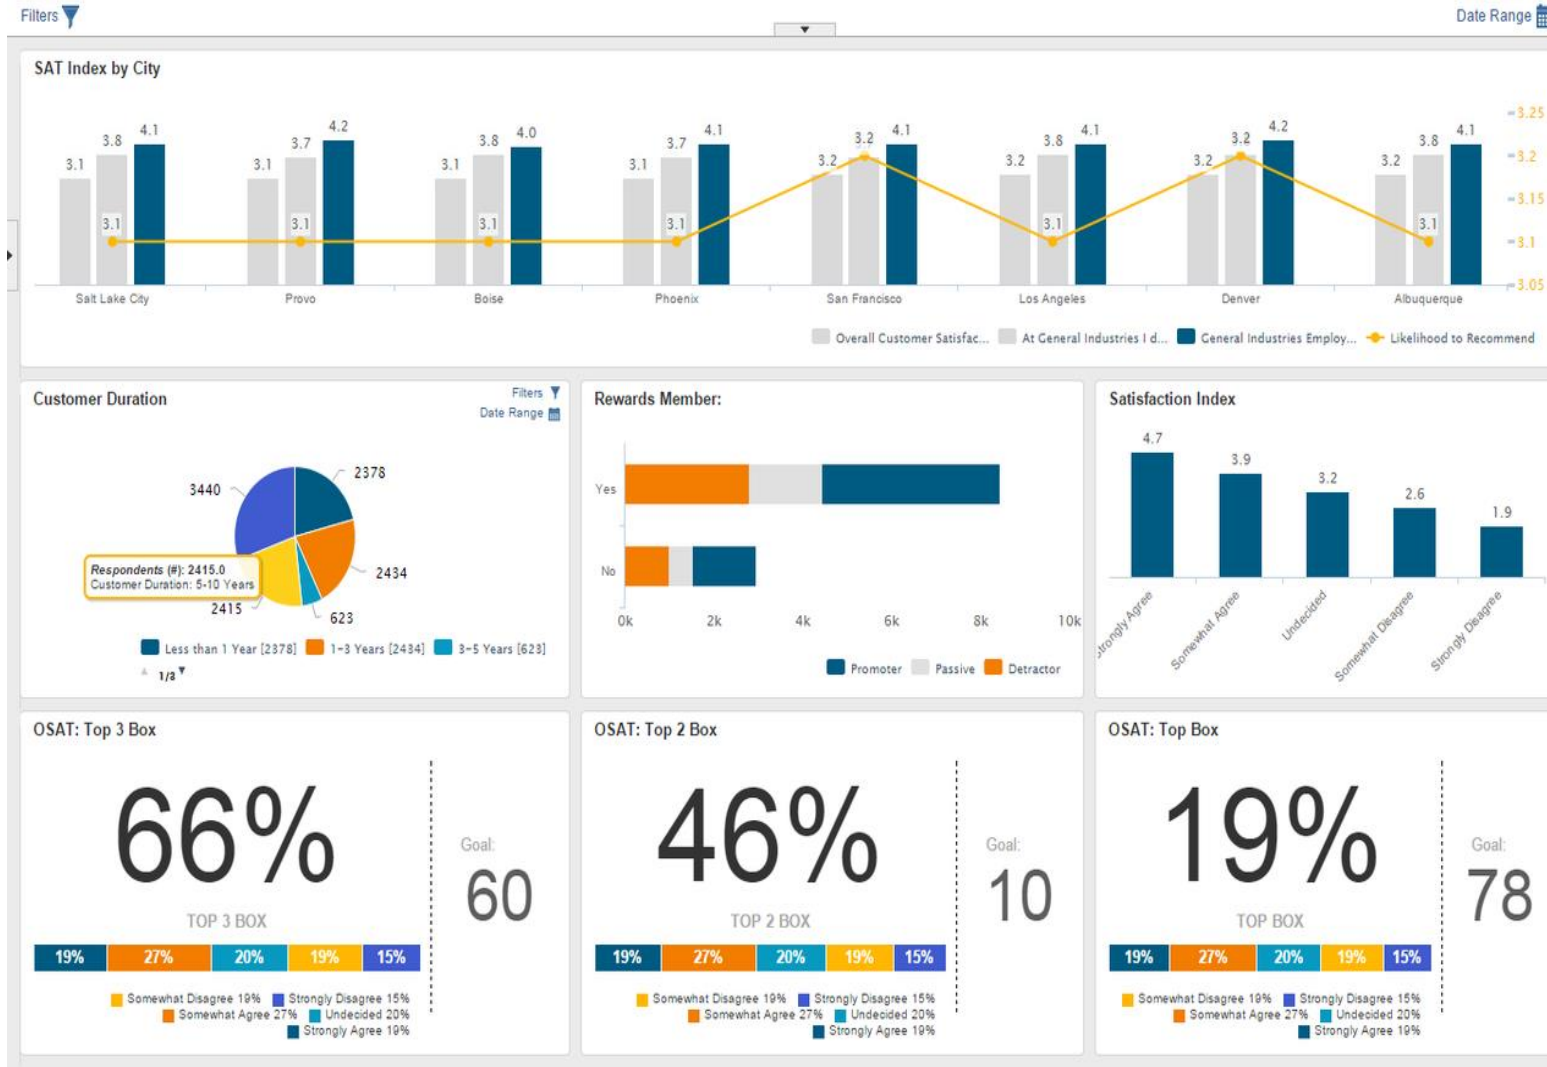 Filters
Date Range
SAT Index by City
3.1 3.8 4.1 3.1 3.7 4.2 3.1 3.8 4.0 3.1 3.7 4.1 3.2 3.2 4.1 3.2 3.8 4.1 3.2 3.2 4.2 3.2 3.8 4.1
3.1 3.1 3.1 3.1 3.1 3.1
3.25
3.2
3.15
3.1
3.05
Salt Lake City Provo Boise Phoenix San Francisco Los Angeles Denver Albuquerque
Overall Customer Satisfac... At General Industries I d... General Industries Employ... Likelihood to Recommend
Customer Duration
Filters
Date Range
3440
2378
Respondents (#): 2415.0
Customer Duration: 5-10 Years
2434
2415
623
Less than 1 Year [2378] 1-3 Years [2434] 3-5 Years [623]
1/3
Rewards Member:
Yes
No
0k 2k 4k 6k 8k 10k
Promoter Passive Detractor
Satisfaction Index
4.7 3.9 3.2 2.6 1.9
trongly Agree Somewhat Agree Undecided Somewhat Disagree Strongly Disagree
OSAT: Top 3 Box
66%
TOP 3 BOX
Goal:
60
19% 27% 20% 19% 15%
Somewhat Disagree 19% Strongly Disagree 15%
Somewhat Agree 27% Undecided 20%
Strongly Agree 19%
OSAT: Top 2 Box
46%
TOP 2 BOX
Goal:
10
19% 27% 20% 19% 15%
Somewhat Disagree 19% Strongly Disagree 15%
Somewhat Agree 27% Undecided 20%
Strongly Agree 19%
OSAT: Top Box
19%
TOP BOX
Goal:
78
19% 27% 20% 19% 15%
Somewhat Disagree 19% Strongly Disagree 15%
Somewhat Agree 27% Undecided 20%
Strongly Agree 19%